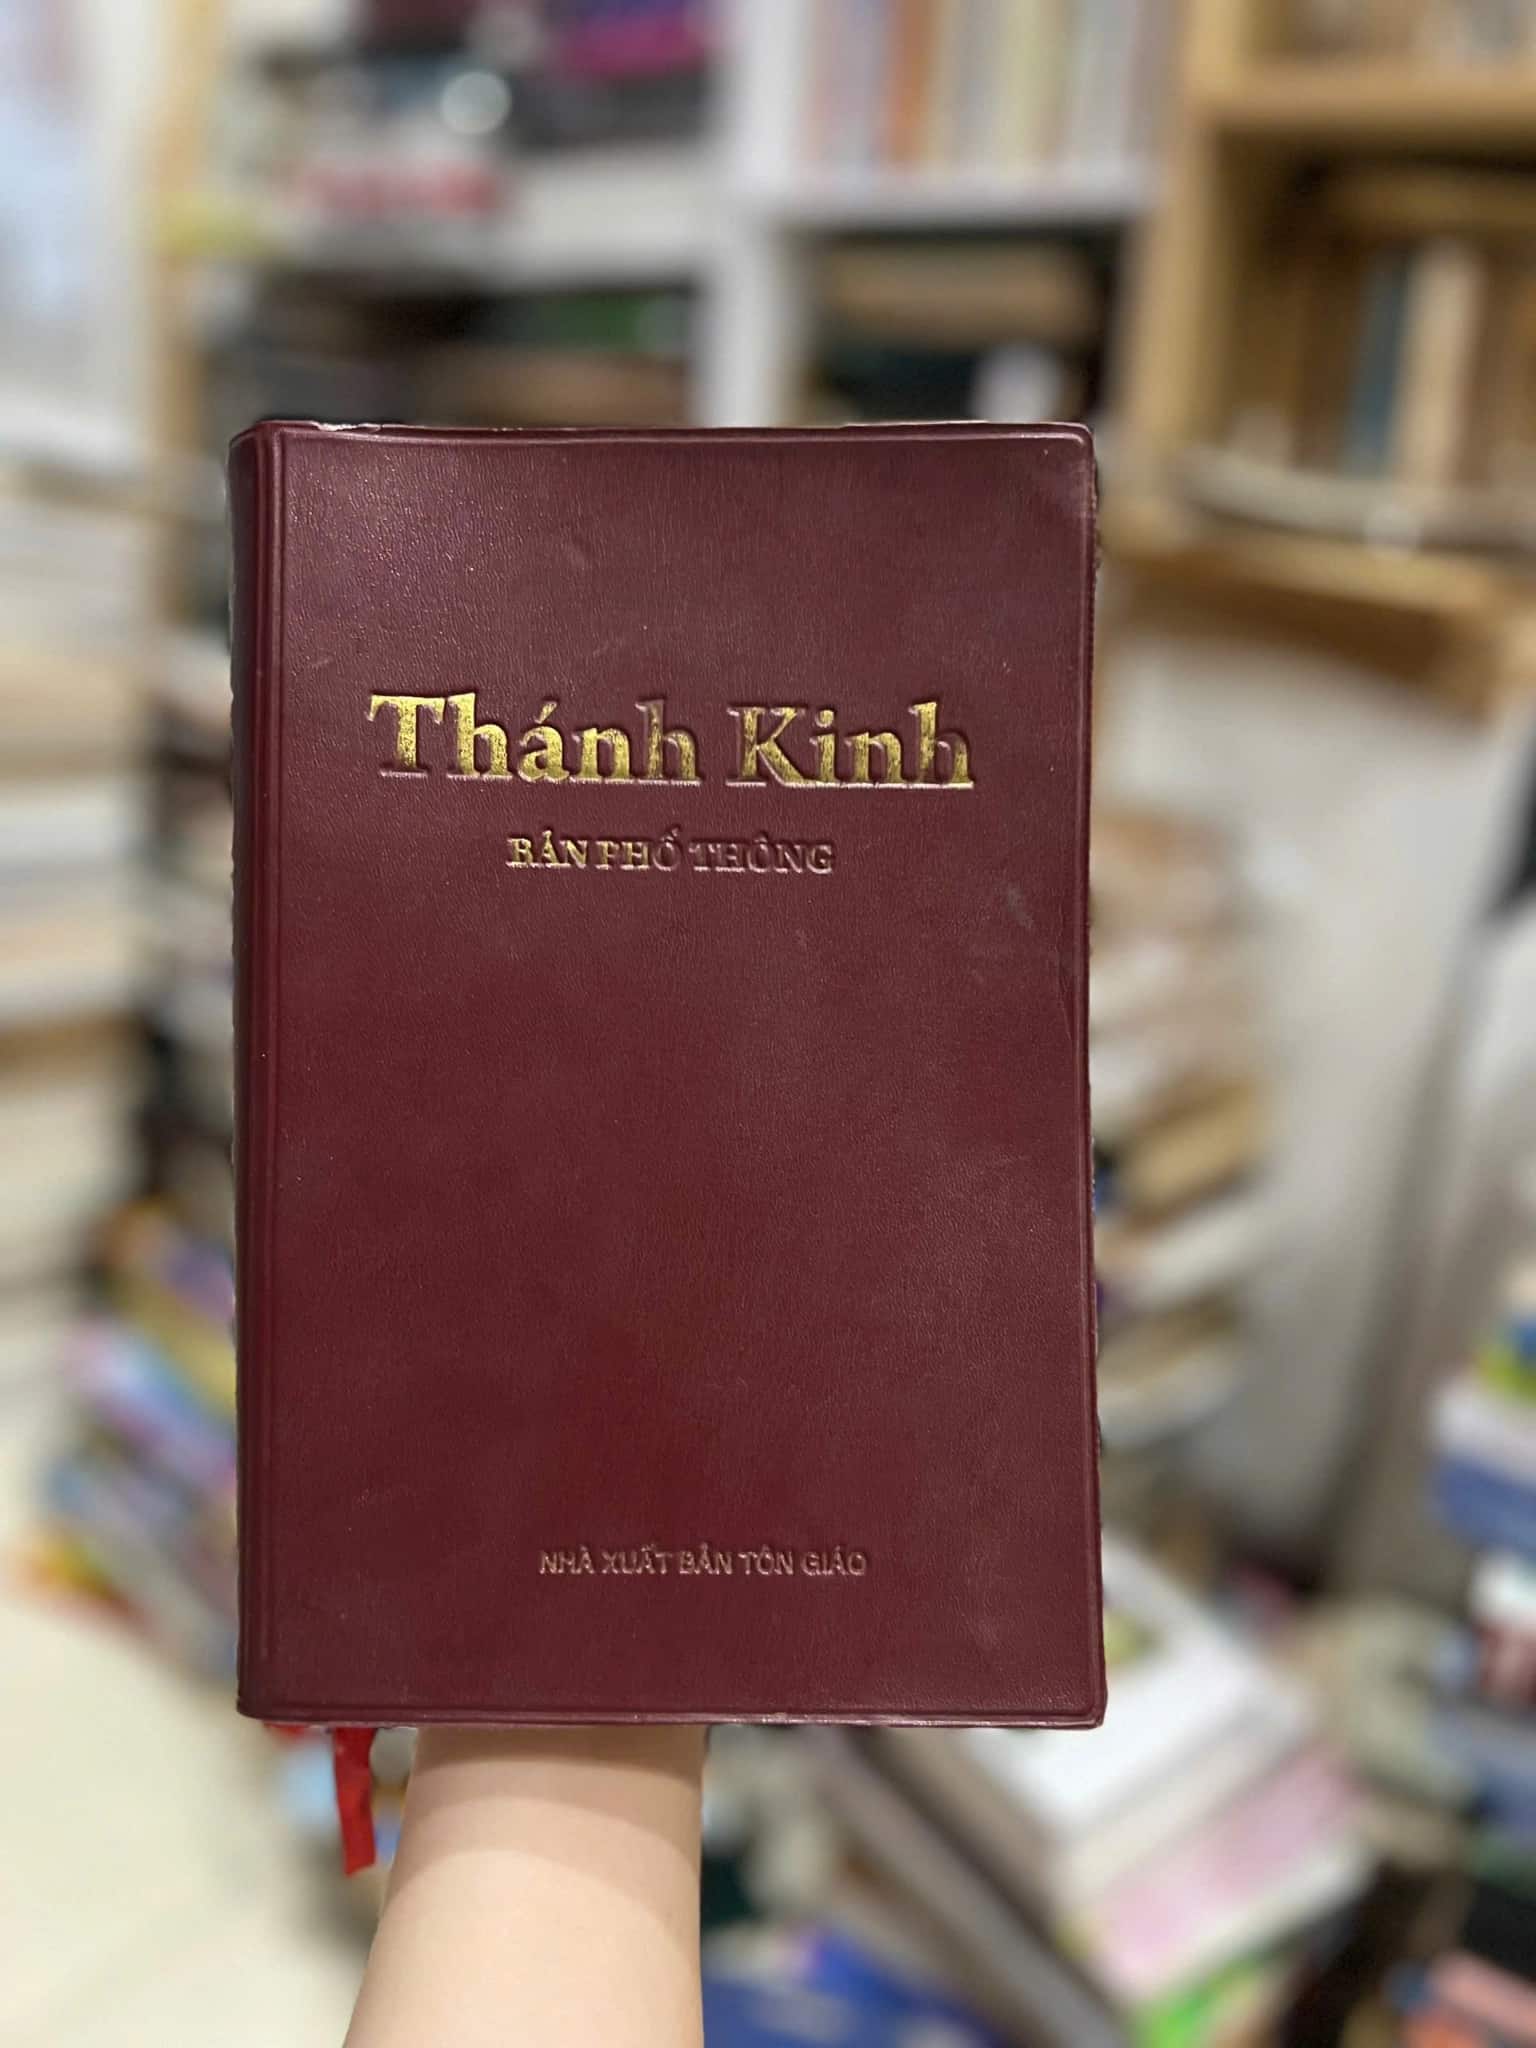 Thánh Kinh
BẢN PHỔ THÔNG
NHÀ XUẤT BẢN TÔN GIÁO